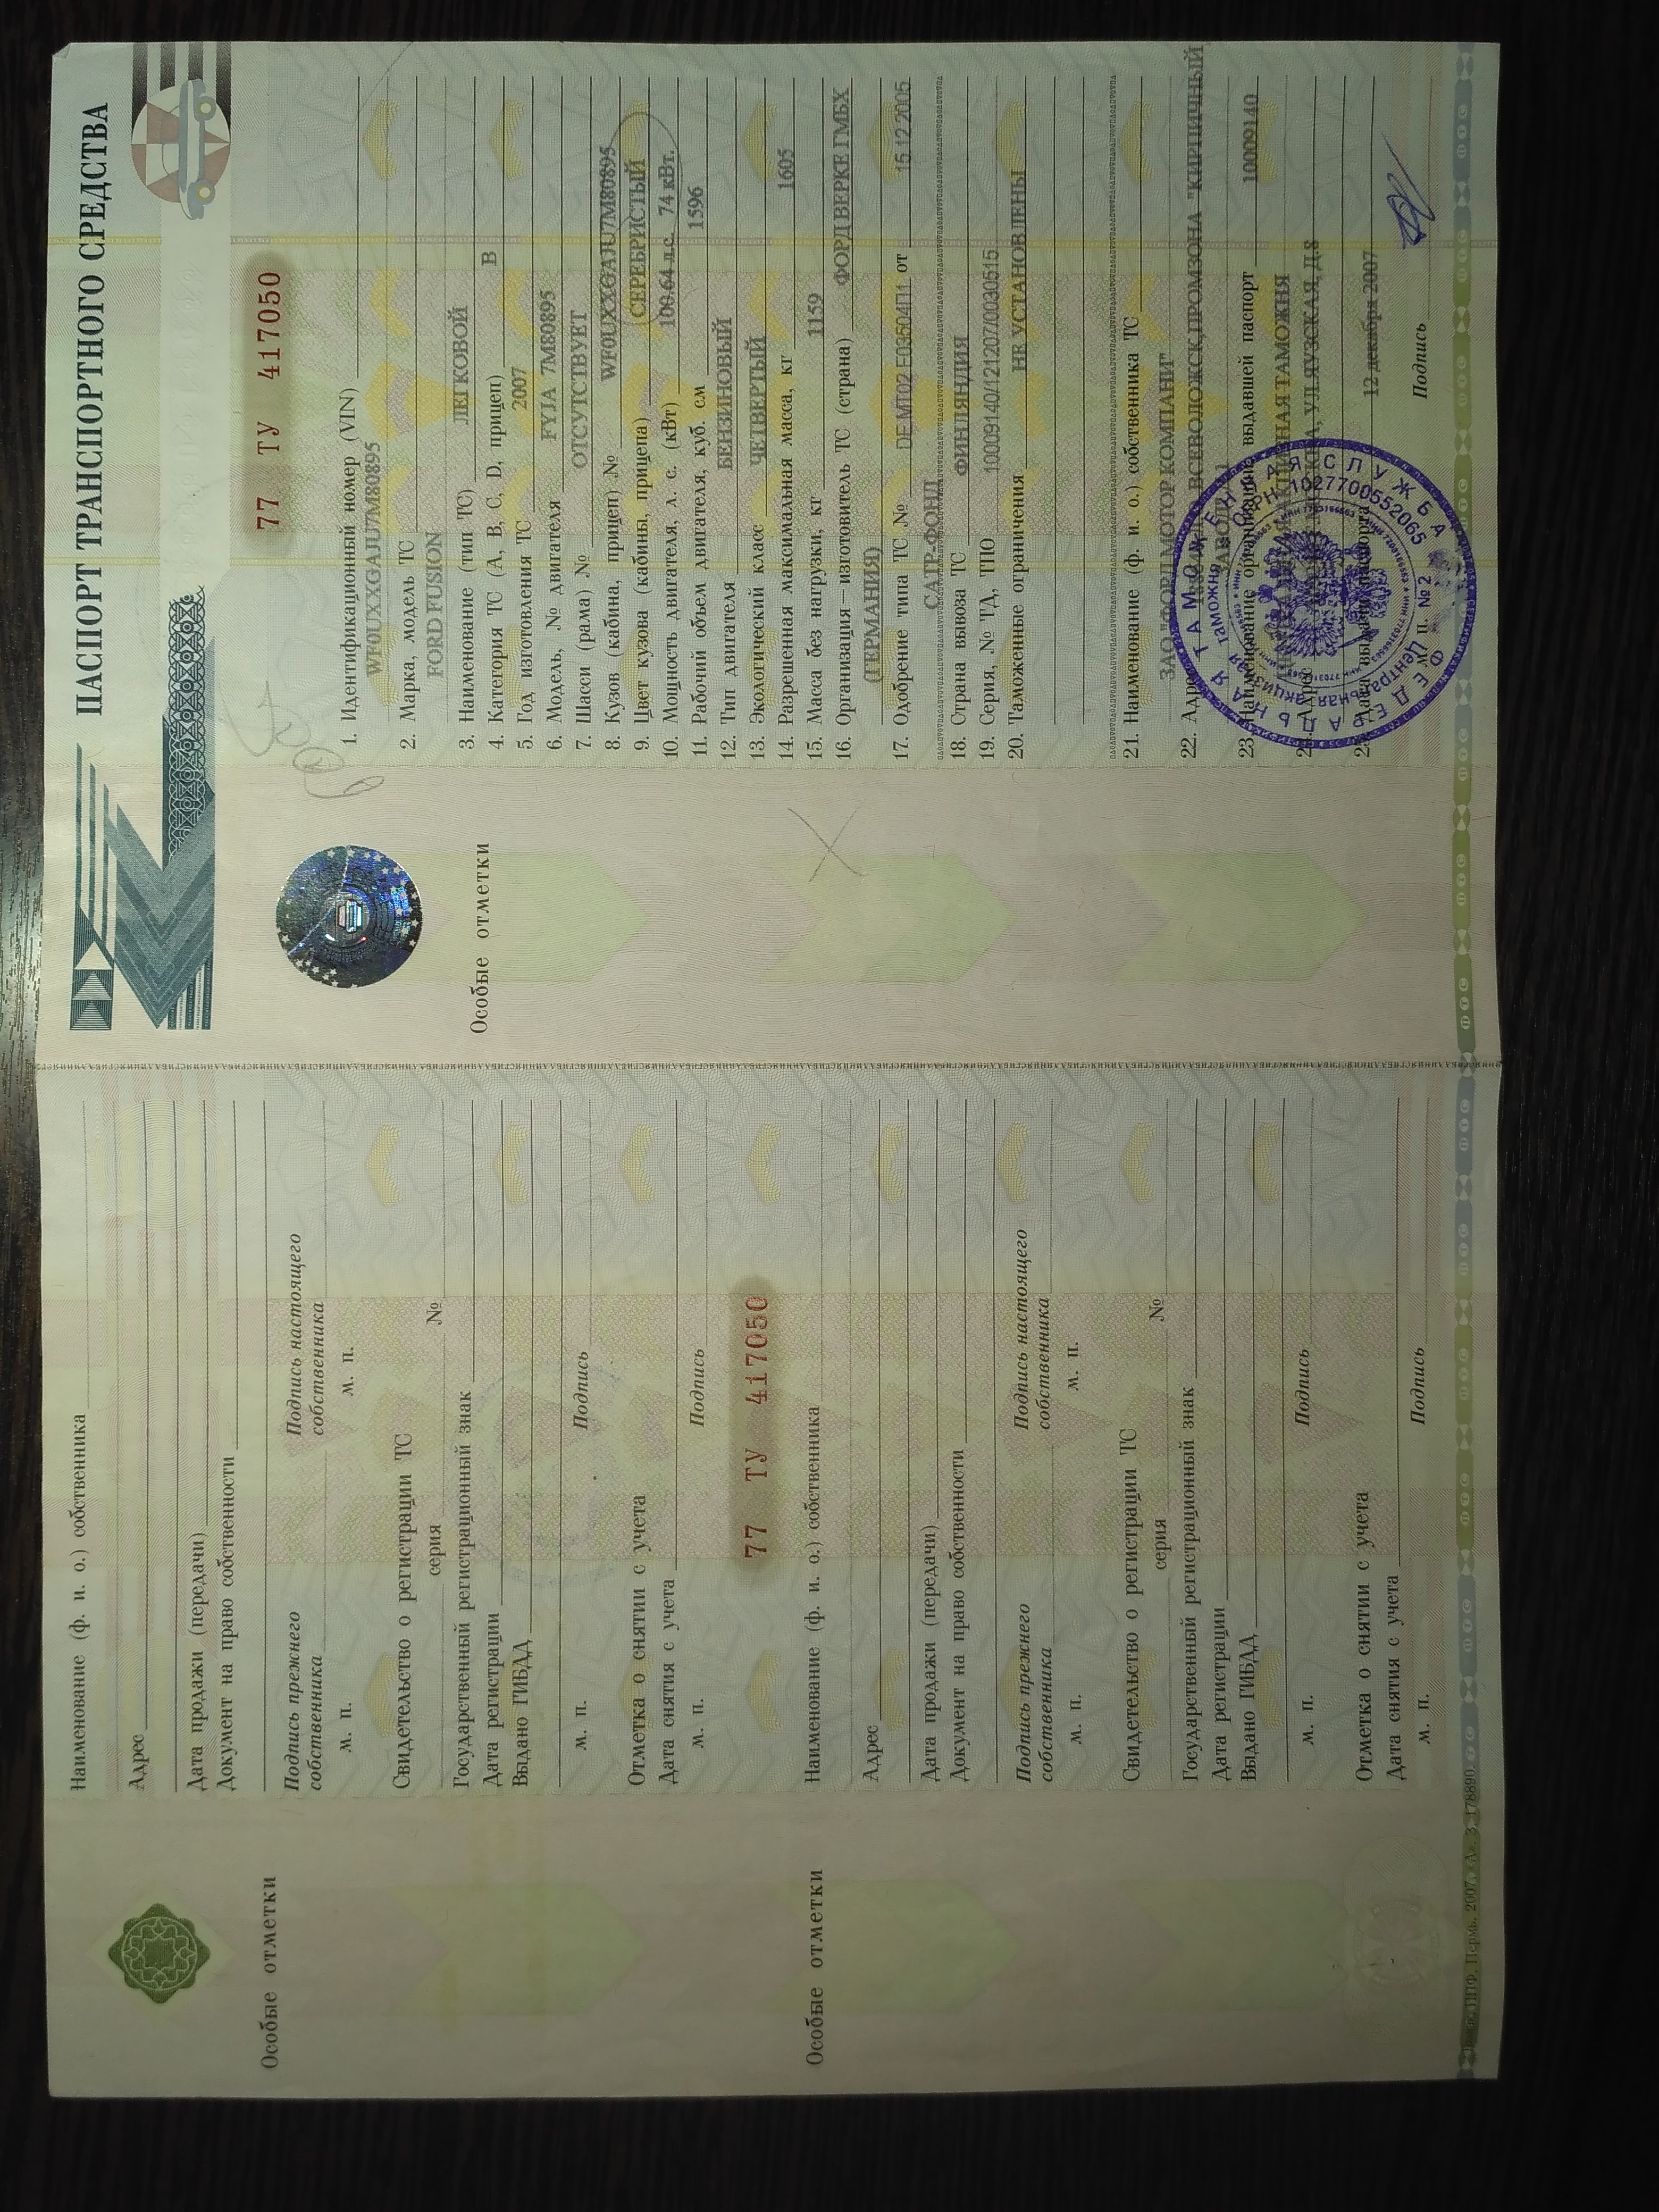 ПАСПОРТ ТРАНСПОРТНОГО СРЕДСТВА
77 ТУ 417050
1. Идентификационный номер (VIN)
WF0UXXGAJU7M80895
2. Марка, модель ТС
FORD FUSION
3. Наименование (тип ТС) ЛЕГКОВОЙ
4. Категория ТС (A, B, C, D, прицеп) B
5. Год изготовления ТС 2007
6. Модель, № двигателя FYJA 7M80895
7. Шасси (рама) № ОТСУТСТВУЕТ
8. Кузов (кабина, прицеп) № WF0UXXGAJU7M80895
9. Цвет кузова (кабины, прицепа) СЕРЕБРИСТЫЙ
10. Мощность двигателя, л. с. (кВт) 100.64 л.с. 74 кВт.
11. Рабочий объем двигателя, куб. см 1596
12. Тип двигателя БЕНЗИНОВЫЙ
13. Экологический класс ЧЕТВЕРТЫЙ
14. Разрешенная максимальная масса, кг 1605
15. Масса без нагрузки, кг 1159
16. Организация—изготовитель ТС (страна) ФОРД ВЕРКЕ ГМБХ
(ГЕРМАНИЯ)
17. Одобрение типа ТС № DE.MT02.E03504П1 от 15.12.2005
САТР-ФОНД
18. Страна вывоза ТС ФИНЛЯНДИЯ
19. Серия, № ТД, ТПО 10009140/121207/0030515
20. Таможенные ограничения НЕ УСТАНОВЛЕНЫ
21. Наименование (ф. и. о.) собственника ТС
ЗАО "ФОРД МОТОР КОМПАНИ"
22. Адрес ВСЕВОЛОЖСК,ПРОМЗОНА "КИРПИЧНЫЙ
ЗАВОД",
23. Наименование организации, выдавшей паспорт 10009140
АКЦИЗНАЯ ТАМОЖНЯ
24. Адрес МОСКВА, УЛ.ЯУЗСКАЯ, Д.8
25. Дата выдачи паспорта 12 декабря 2007
М. П. Подпись
ФЕДЕРАЛЬНАЯ ТАМОЖЕННАЯ СЛУЖБА
Центральная акцизная таможня
ОГРН 1027700552065
№2
Особые отметки
Наименование (ф. и. о.) собственника
Адрес
Дата продажи (передачи)
Документ на право собственности
Подпись прежнего собственника
Подпись настоящего собственника
м. п. м. п.
Свидетельство о регистрации ТС
серия №
Государственный регистрационный знак
Дата регистрации
Выдано ГИБДД
м. п. Подпись
Отметка о снятии с учета
Дата снятия с учета
м. п. Подпись
77 ТУ 417050
Наименование (ф. и. о.) собственника
Адрес
Дата продажи (передачи)
Документ на право собственности
Подпись прежнего собственника
Подпись настоящего собственника
м. п. м. п.
Свидетельство о регистрации ТС
серия №
Государственный регистрационный знак
Дата регистрации
Выдано ГИБДД
м. п. Подпись
Отметка о снятии с учета
Дата снятия с учета
м. п. Подпись
Особые отметки
Особые отметки
Пермь, 2007, «А». З. 178890.